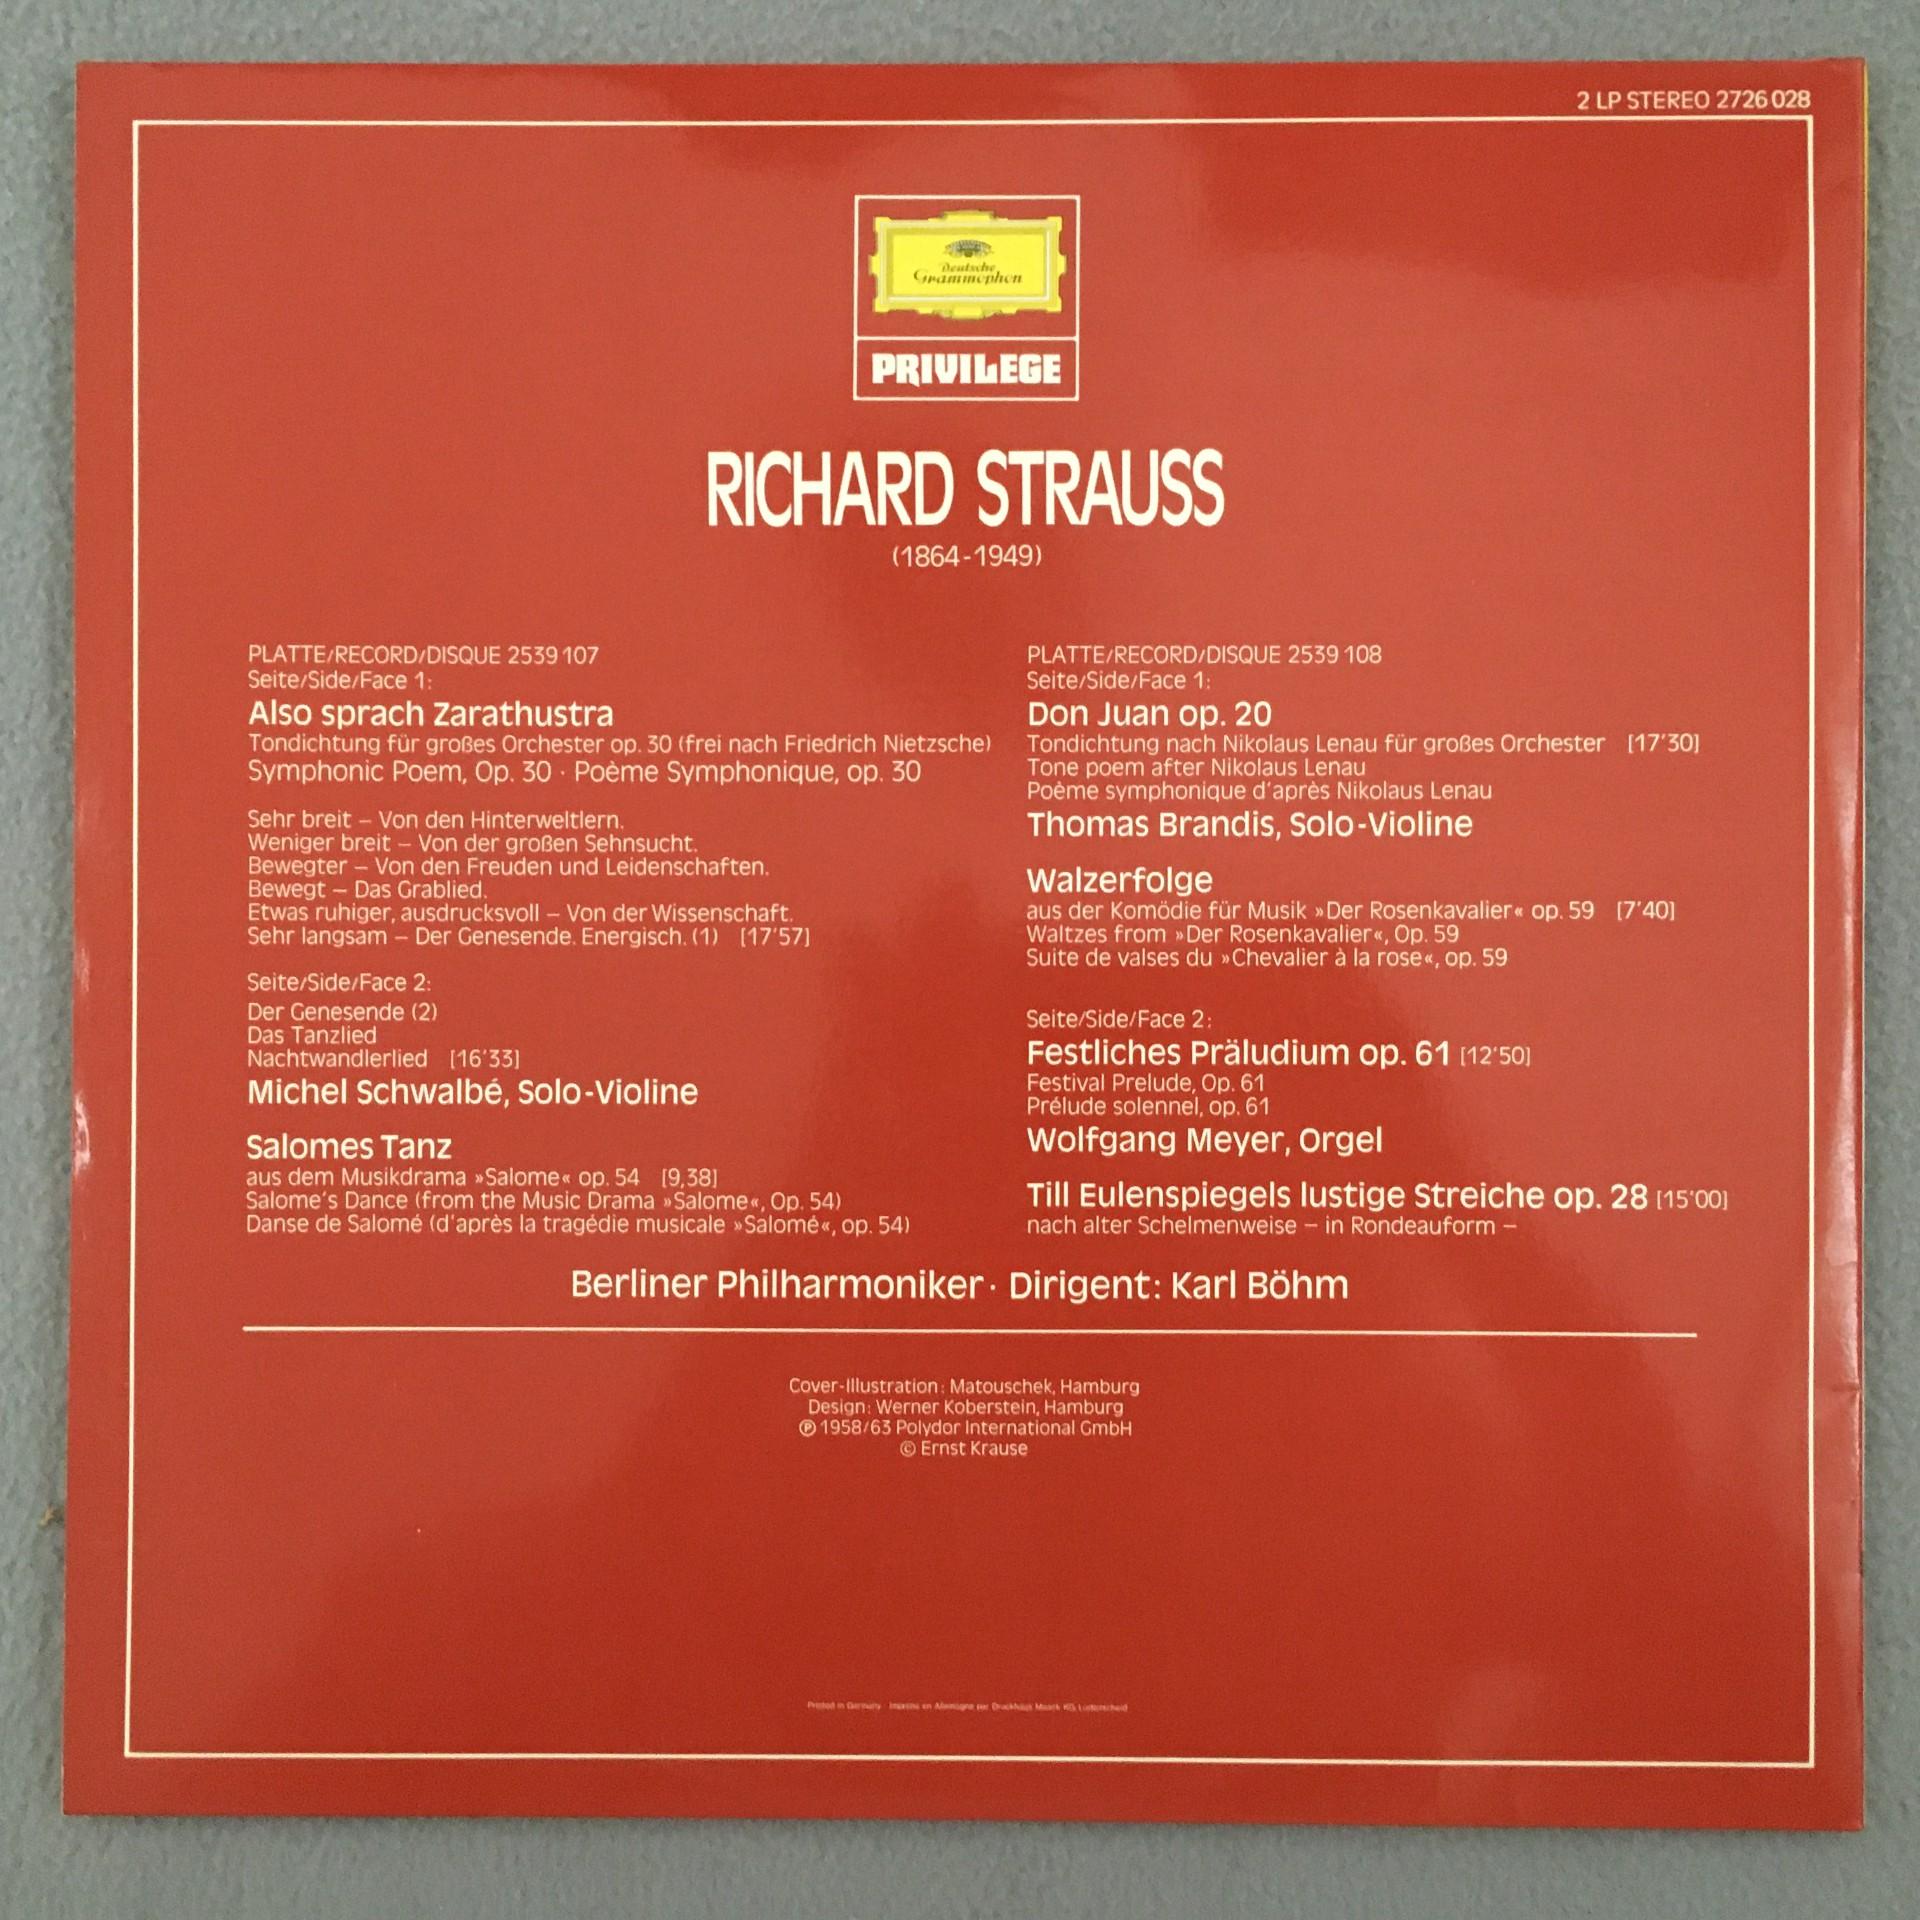 2 LP STEREO 2726 028
Deutsche
Grammophon
PRIVILEGE
RICHARD STRAUSS
(1864-1949)
PLATTE/RECORD/DISQUE 2539 107
Seite/Side/Face 1:
Also sprach Zarathustra
Tondichtung für großes Orchester op. 30 (frei nach Friedrich Nietzsche)
Symphonic Poem, Op. 30 · Poème Symphonique, op. 30
Sehr breit – Von den Hinterweltlern.
Weniger breit – Von der großen Sehnsucht.
Bewegter – Von den Freuden und Leidenschaften.
Bewegt – Das Grablied.
Etwas ruhiger, ausdrucksvoll – Von der Wissenschaft.
Sehr langsam – Der Genesende. Energisch. (1) [17'57]
Seite/Side/Face 2:
Der Genesende (2)
Das Tanzlied
Nachtwandlerlied [16'33]
Michel Schwalbé, Solo-Violine
Salomes Tanz
aus dem Musikdrama »Salome« op. 54 [9,38]
Salome's Dance (from the Music Drama »Salome«, Op. 54)
Danse de Salomé (d'après la tragédie musicale »Salomé«, op. 54)
PLATTE/RECORD/DISQUE 2539 108
Seite/Side/Face 1:
Don Juan op. 20
Tondichtung nach Nikolaus Lenau für großes Orchester [17'30]
Tone poem after Nikolaus Lenau
Poème symphonique d'après Nikolaus Lenau
Thomas Brandis, Solo-Violine
Walzerfolge
aus der Komödie für Musik »Der Rosenkavalier« op. 59 [7'40]
Waltzes from »Der Rosenkavalier«, Op. 59
Suite de valses du »Chevalier à la rose«, op. 59
Seite/Side/Face 2:
Festliches Präludium op. 61 [12'50]
Festival Prelude, Op. 61
Prélude solennel, op. 61
Wolfgang Meyer, Orgel
Till Eulenspiegels lustige Streiche op. 28 [15'00]
nach alter Schelmenweise – in Rondeauform –
Berliner Philharmoniker · Dirigent: Karl Böhm
Cover-Illustration: Matouschek, Hamburg
Design: Werner Koberstein, Hamburg
℗ 1958/63 Polydor International GmbH
© Ernst Krause
Printed in Germany · Imprimé en Allemagne par Druckhaus